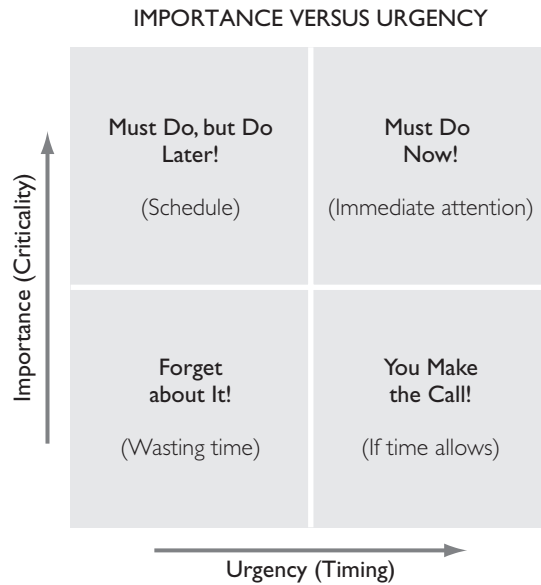 IMPORTANCE VERSUS URGENCY
Must Do, but Do
Later!
(Schedule)
Must Do
Now!
(Immediate attention)
Importance (Criticality)
Forget
about It!
(Wasting time)
You Make
the Call!
(If time allows)
Urgency (Timing)